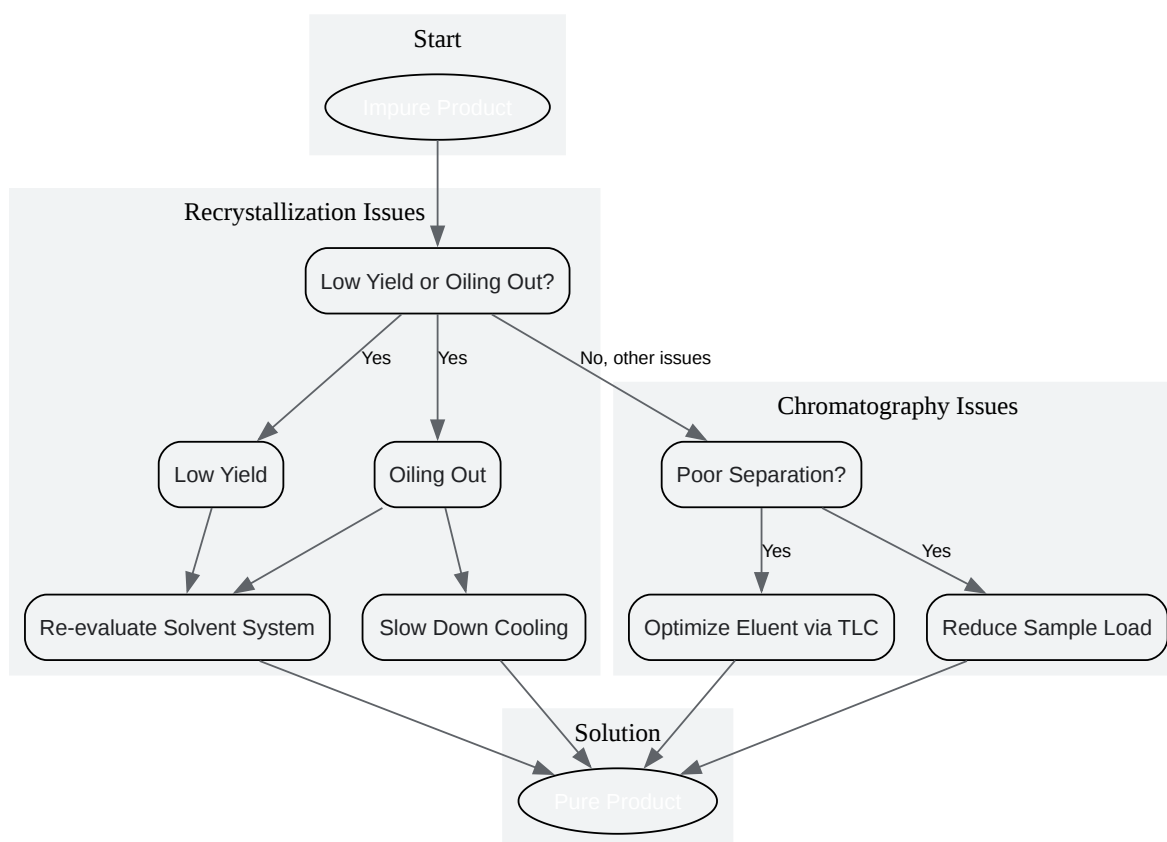 Start
Impure Product
Recrystallization Issues
Low Yield or Oiling Out?
Yes
Yes
No, other issues
Chromatography Issues
Low Yield
Oiling Out
Poor Separation?
Yes
Yes
Re-evaluate Solvent System
Slow Down Cooling
Optimize Eluent via TLC
Reduce Sample Load
Solution
Pure Product